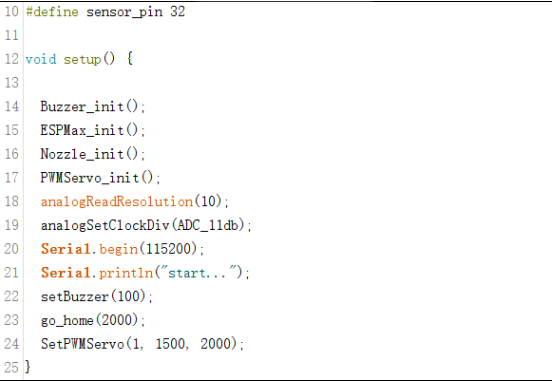 10 #define sensor_pin 32
11
12 void setup() {
13
14 Buzzer_init();
15 ESPMax_init();
16 Nozzle_init();
17 PWMServo_init();
18 analogReadResolution(10);
19 analogSetClockDiv(ADC_11db);
20 Serial.begin(115200);
21 Serial.println("start...");
22 setBuzzer(100);
23 go_home(2000);
24 SetPWMServo(1, 1500, 2000);
25 }